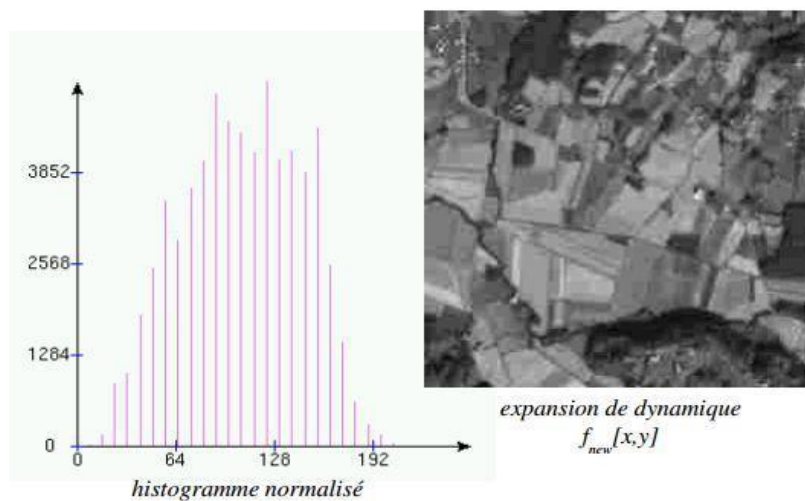 3852
2568
1284
0
0 64 128 192
histogramme normalisé
expansion de dynamique
f_new[x,y]